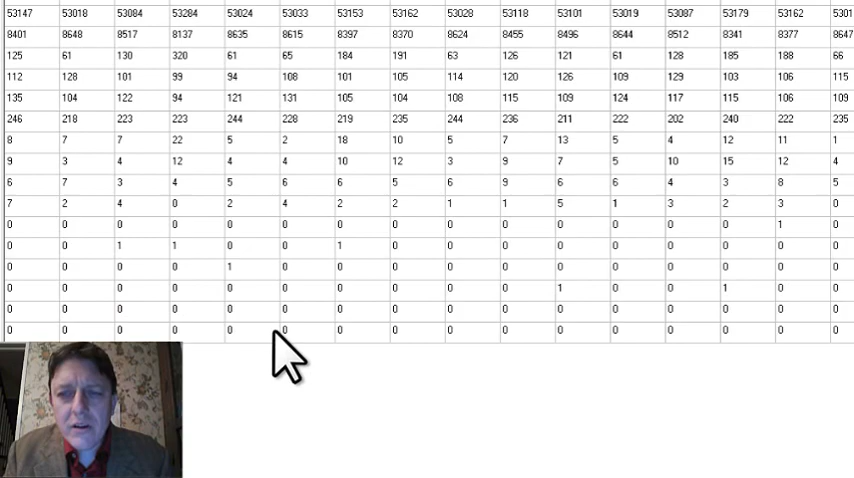 53147 53018 53084 53284 53024 53033 53153 53162 53028 53118 53101 53019 53087 53179 53162 5301
8401 8648 8517 8137 8635 8615 8397 8370 8624 8455 8496 8644 8512 8341 8377 8647
125 61 130 320 61 65 184 191 63 126 121 61 128 185 188 66
112 128 101 99 94 108 101 105 114 120 126 109 129 103 106 115
135 104 122 94 121 131 105 104 108 115 109 124 117 115 106 109
246 218 223 223 244 228 219 235 244 236 211 222 202 240 222 235
8 7 7 22 5 2 18 10 5 7 13 5 4 12 11 1
9 3 4 12 4 4 10 12 3 9 7 5 10 15 12 4
6 7 3 4 5 6 6 5 6 9 6 6 4 3 8 5
7 2 4 0 2 4 2 2 1 1 5 1 3 2 3 0
0 0 0 0 0 0 0 0 0 0 0 0 0 0 1 0
0 0 1 1 0 0 1 0 0 0 0 0 0 0 0 0
0 0 0 0 1 0 0 0 0 0 0 0 0 0 0 0
0 0 0 0 0 0 0 0 0 0 1 0 0 1 0 0
0 0 0 0 0 0 0 0 0 0 0 0 0 0 0 0
0 0 0 0 0 0 0 0 0 0 0 0 0 0 0 0